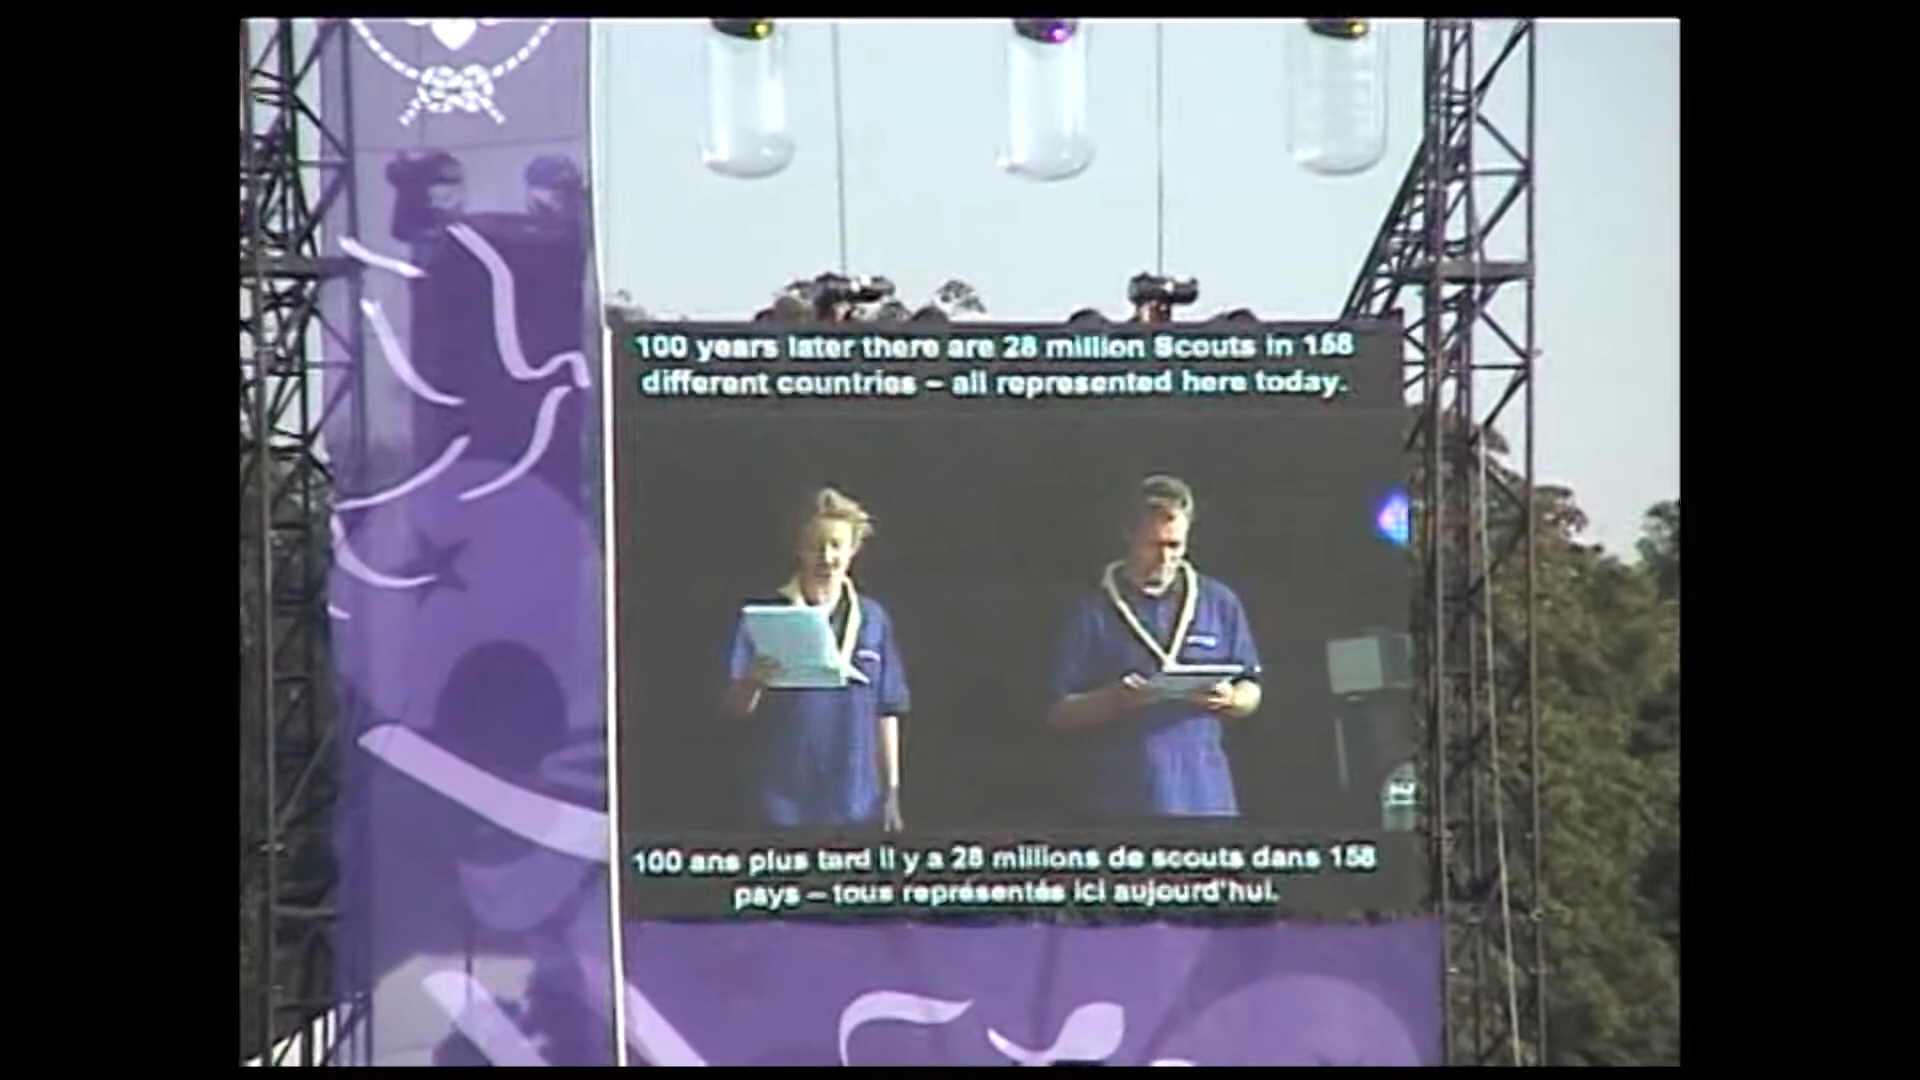 100 years later there are 28 million Scouts in 158
different countries – all represented here today.
100 ans plus tard il y a 28 millions de scouts dans 158
pays – tous représentés ici aujourd'hui.